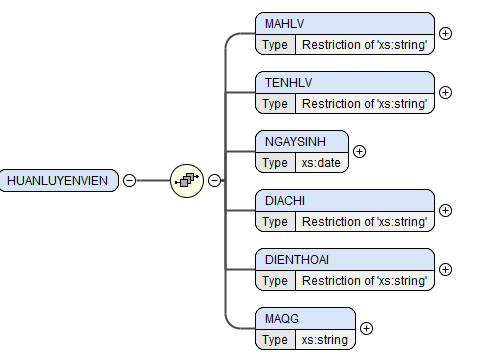 MAHLV
Type Restriction of 'xs:string'
TENHLV
Type Restriction of 'xs:string'
NGAYSINH
Type xs:date
HUANLUYENVIEN
DIACHI
Type Restriction of 'xs:string'
DIENTHOAI
Type Restriction of 'xs:string'
MAQG
Type xs:string